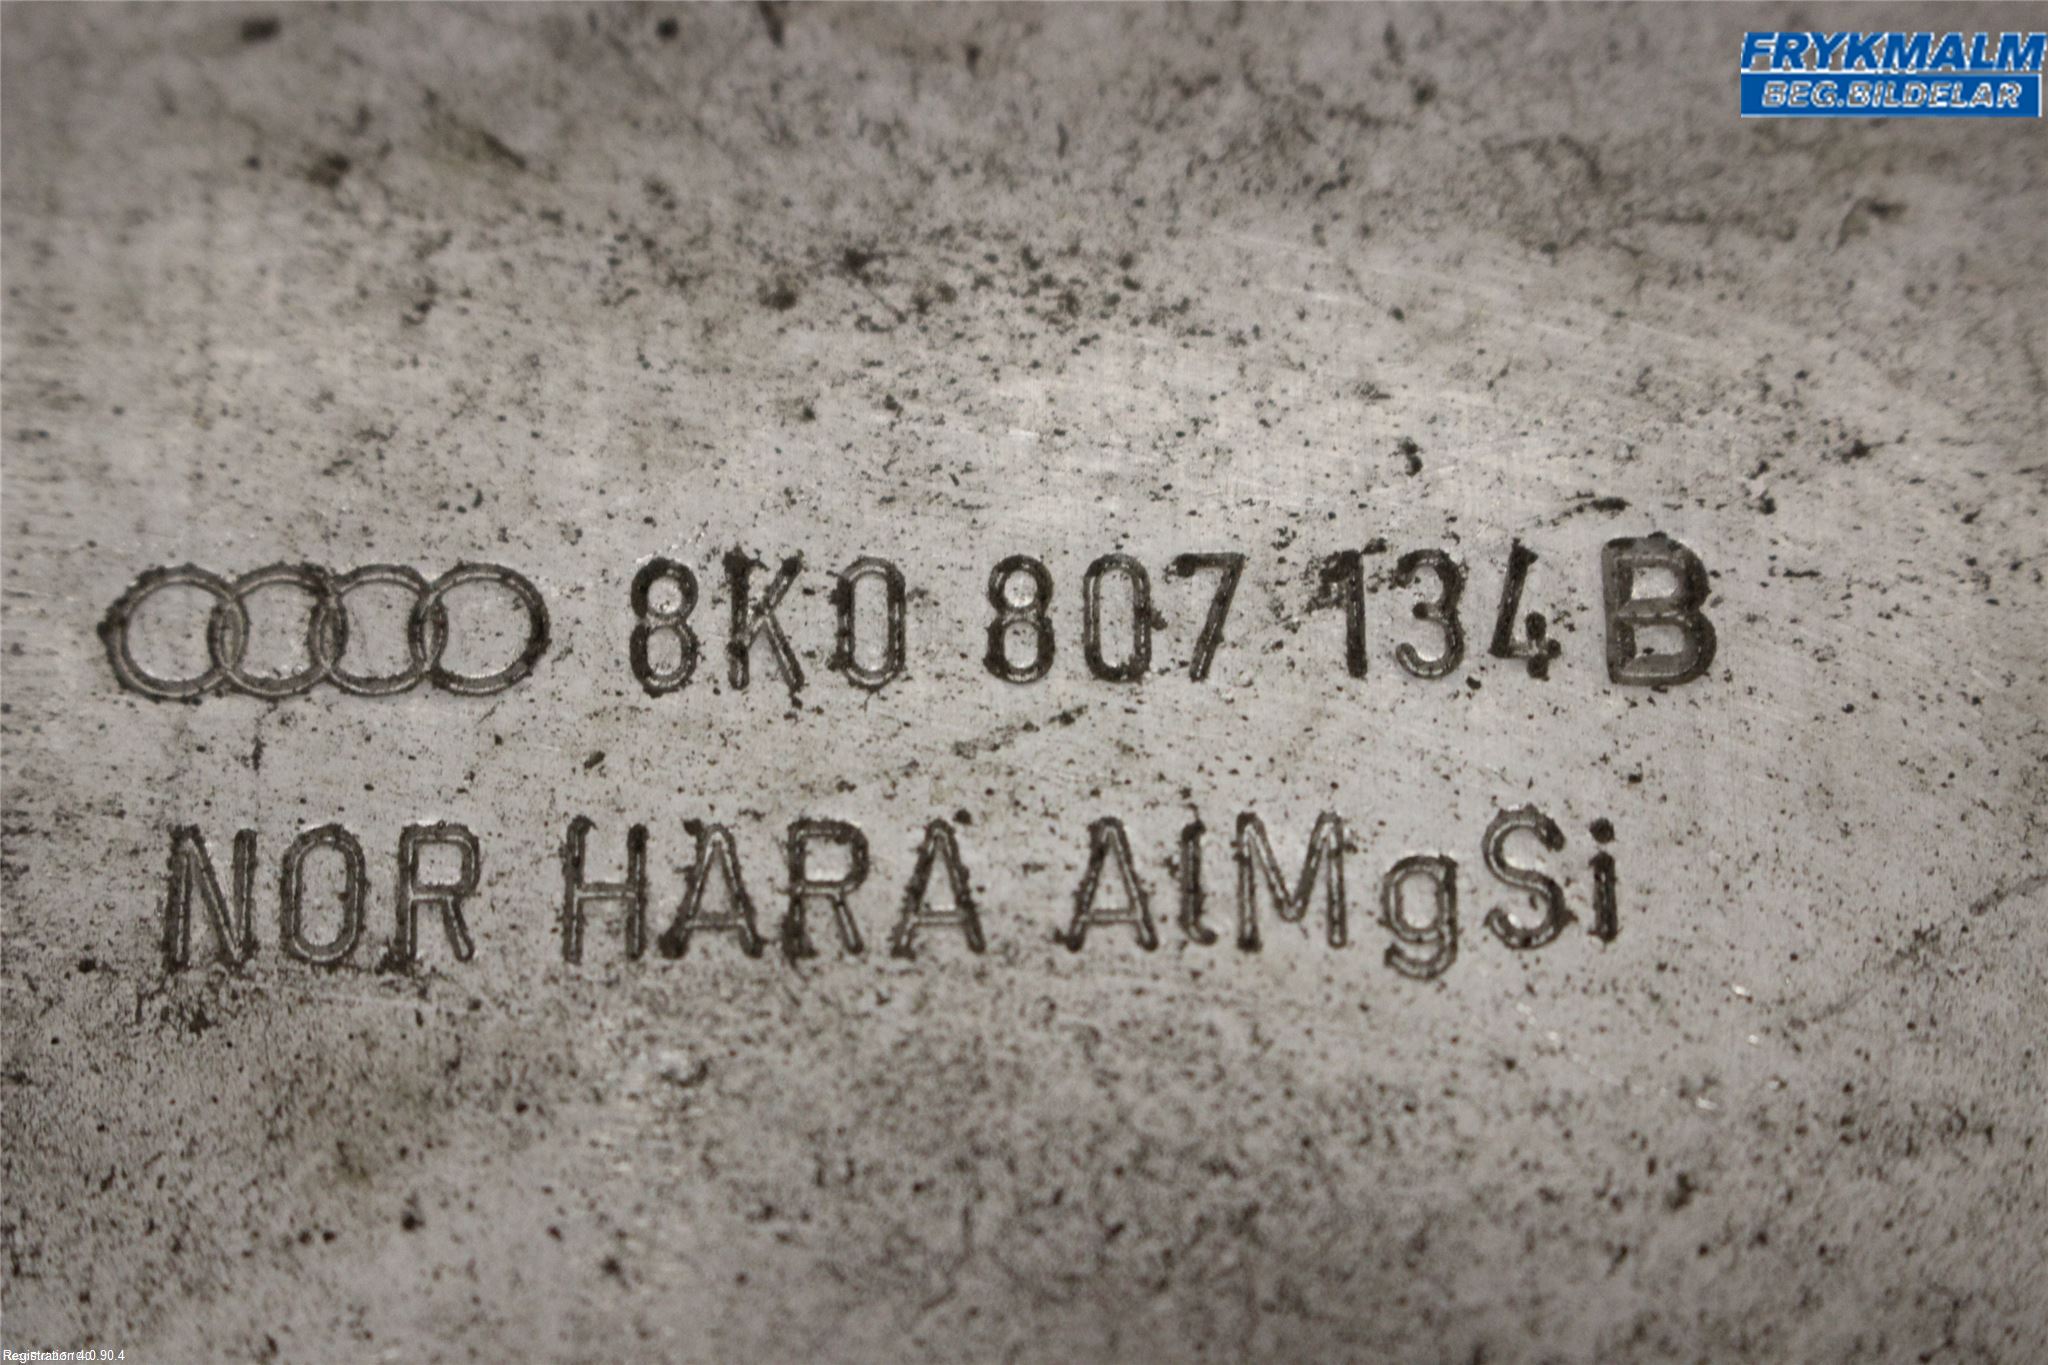 FRYKMALM
BEG.BILDELAR
8K0 807 134 B
NOR HARA AlMgSi